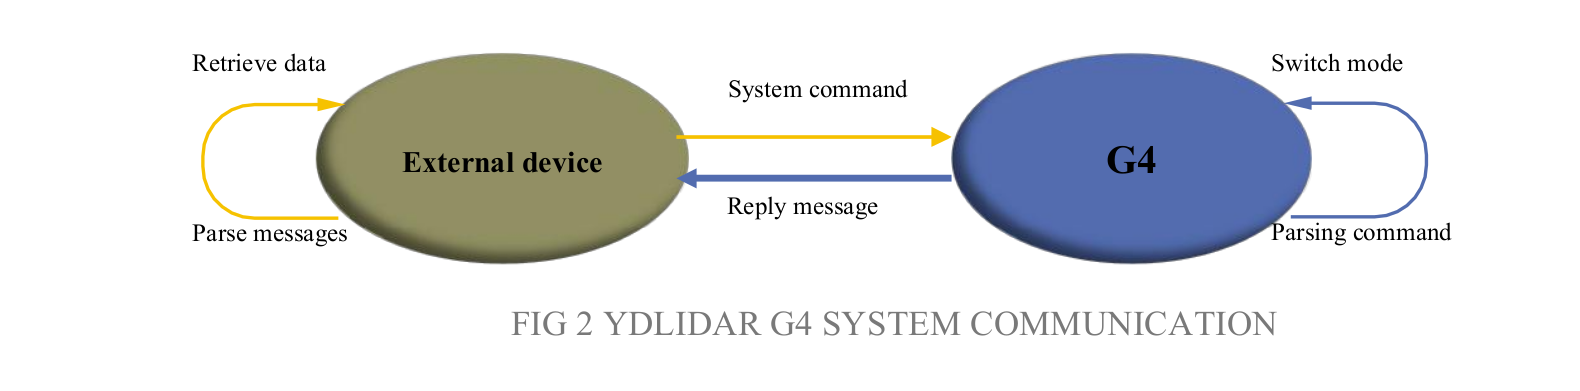 Retrieve data
Switch mode
System command
External device
G4
Reply message
Parse messages
Parsing command
FIG 2 YDLIDAR G4 SYSTEM COMMUNICATION